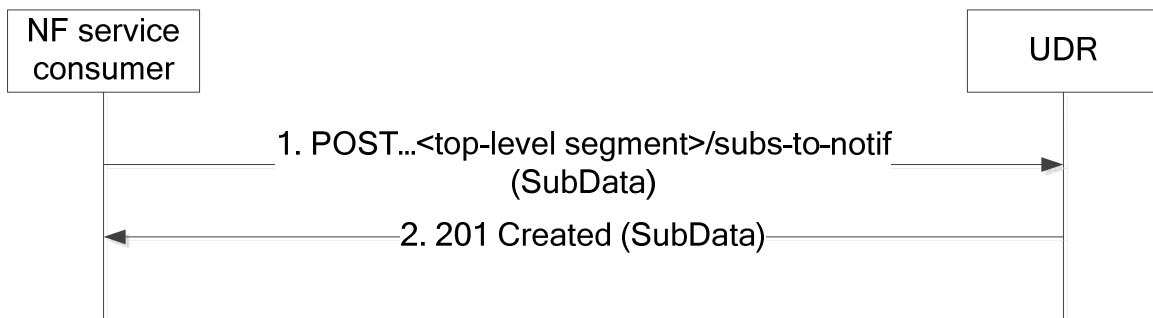 NF service
consumer
UDR
1. POST...<top-level segment>/subs-to-notif
(SubData)
2. 201 Created (SubData)